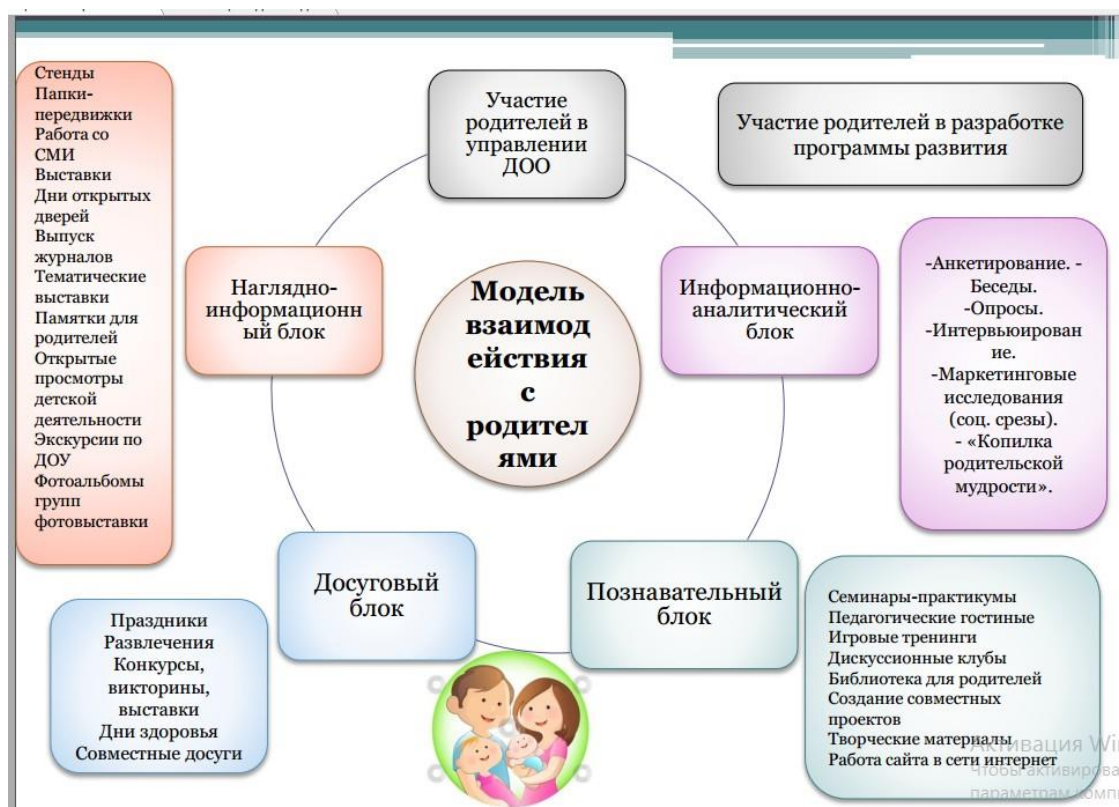 Стенды
Папки-
передвижки
Работа со
СМИ
Выставки
Дни открытых
дверей
Выпуск
журналов
Тематические
выставки
Памятки для
родителей
Открытые
просмотры
детской
деятельности
Экскурсии по
ДОУ
Фотоальбомы
групп
фотовыставки
Участие
родителей в
управлении
ДОО
Участие родителей в разработке
программы развития
Наглядно-
информационн
ый блок
Модель
взаимод
ействия
с
родител
ями
Информационно-
аналитический
блок
-Анкетирование. -
Беседы.
-Опросы.
-Интервьюирован
ие.
-Маркетинговые
исследования
(соц. срезы).
- «Копилка
родительской
мудрости».
Досуговый
блок
Познавательный
блок
Праздники
Развлечения
Конкурсы,
викторины,
выставки
Дни здоровья
Совместные досуги
Семинары-практикумы
Педагогические гостиные
Игровые тренинги
Дискуссионные клубы
Библиотека для родителей
Создание совместных
проектов
Творческие материалы
Работа сайта в сети интернет
Активация Wi
Чтобы активирова
параметрам комп